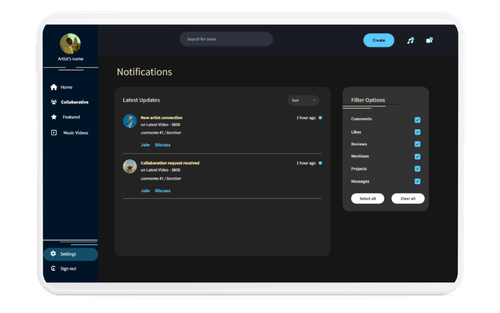 Search for more
Create
Artist's name
Home
Collaborative
Featured
Music Videos
Settings
Sign out
Notifications
Latest Updates
Sort
New artist connection
1 hour ago
on Latest Video - 3608
username #1 / location
Join Discuss
Collaboration request received
1 hour ago
on Latest Video - 3608
username #1 / location
Join Discuss
Filter Options
Comments
Likes
Reviews
Mentions
Projects
Messages
Select all
Clear all